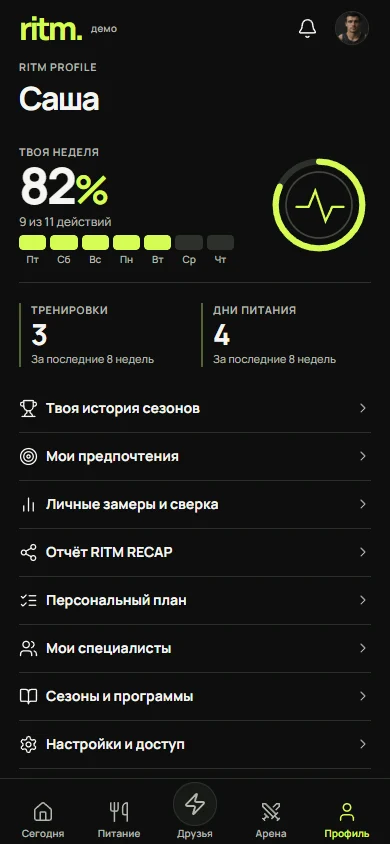 ritm. демо
RITM PROFILE
Саша
ТВОЯ НЕДЕЛЯ
82%
9 из 11 действий
Пт Сб Вс Пн Вт Ср Чт
ТРЕНИРОВКИ
3
За последние 8 недель
ДНИ ПИТАНИЯ
4
За последние 8 недель
Твоя история сезонов
Мои предпочтения
Личные замеры и сверка
Отчёт RITM RECAP
Персональный план
Мои специалисты
Сезоны и программы
Настройки и доступ
Сегодня Питание Друзья Арена Профиль